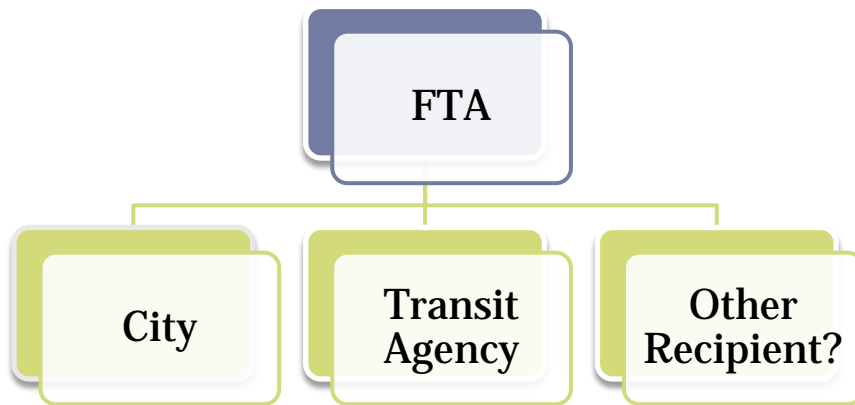 FTA
City
Transit
Agency
Other
Recipient?